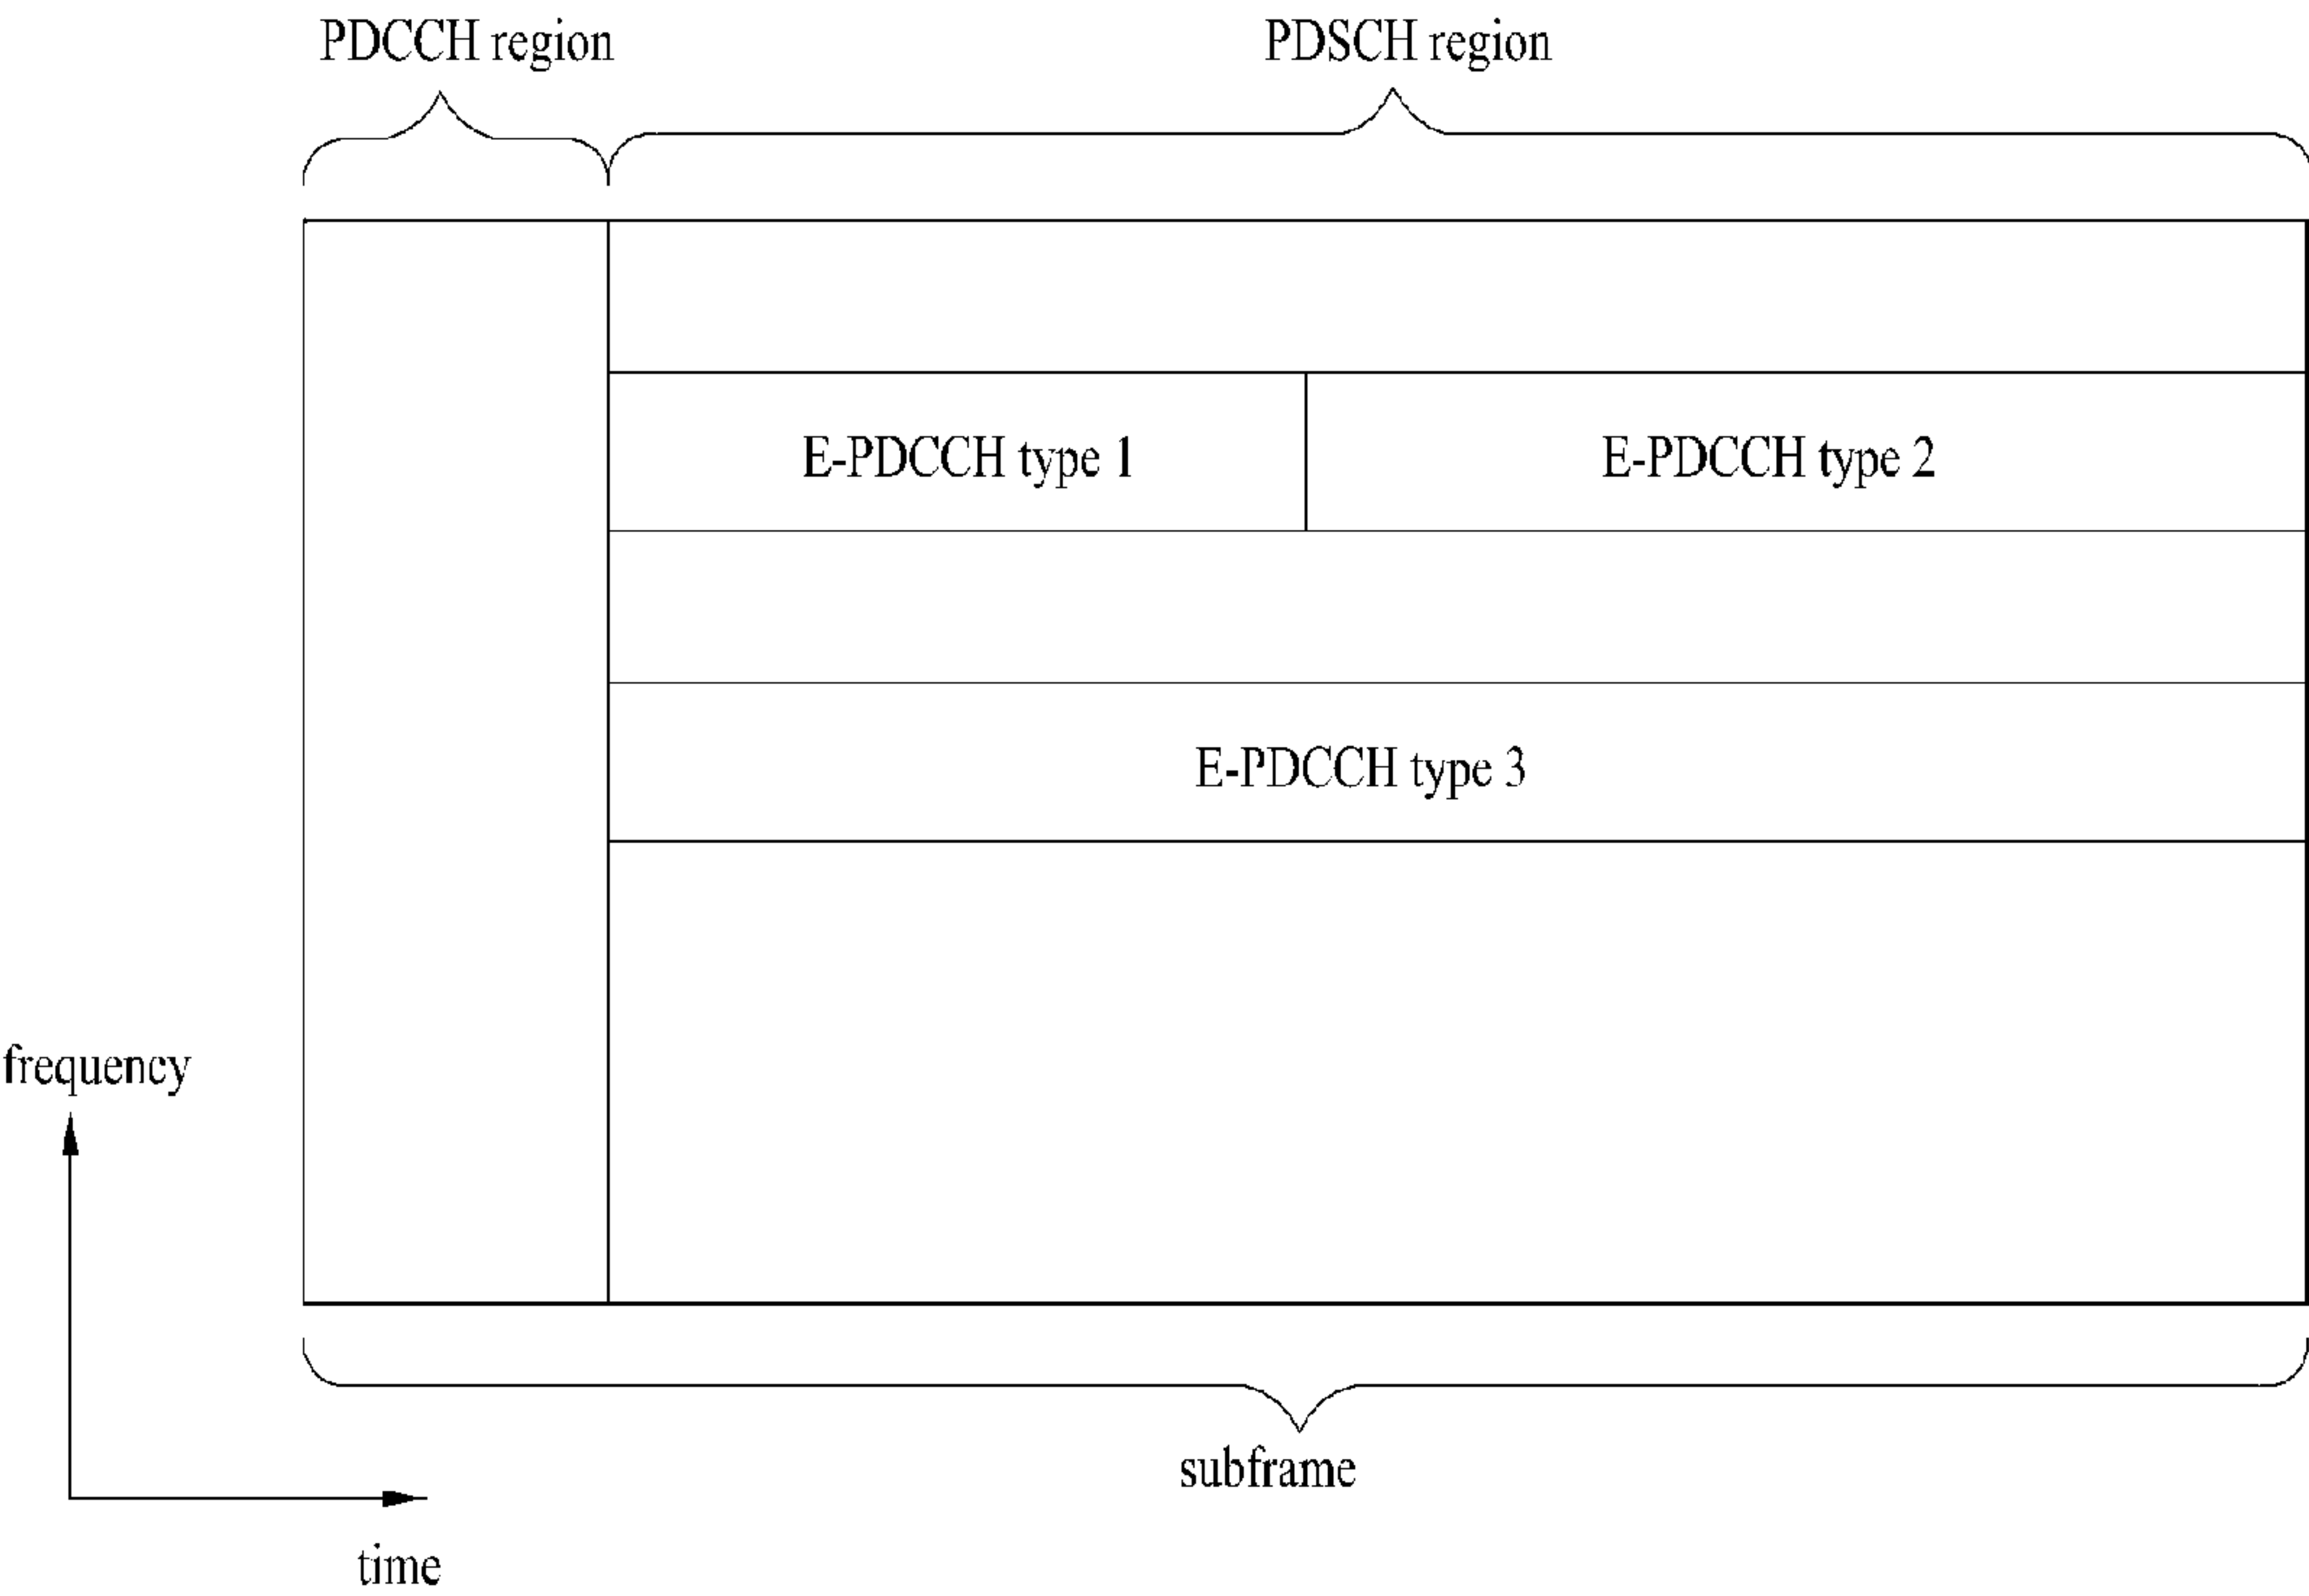 PDCCH region
PDSCH region
E-PDCCH type 1
E-PDCCH type 2
E-PDCCH type 3
frequency
subframe
time